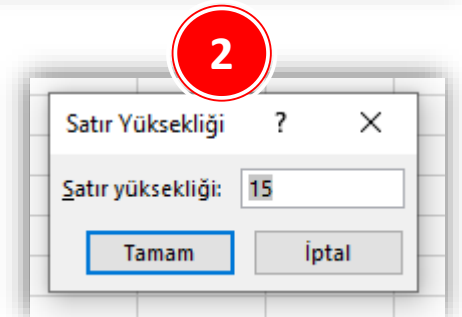 2
Satır Yüksekliği ? ×
Satır yüksekliği: 15
Tamam İptal